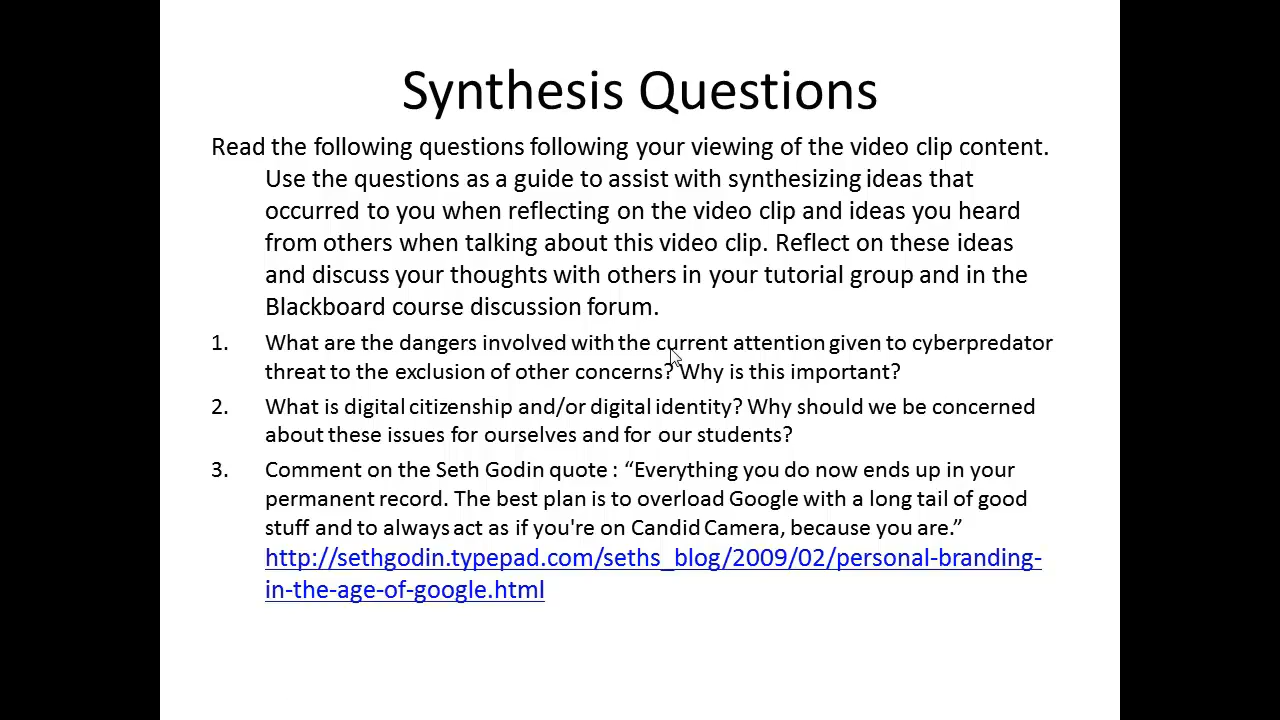 Synthesis Questions
Read the following questions following your viewing of the video clip content.
Use the questions as a guide to assist with synthesizing ideas that
occurred to you when reflecting on the video clip and ideas you heard
from others when talking about this video clip. Reflect on these ideas
and discuss your thoughts with others in your tutorial group and in the
Blackboard course discussion forum.
1. What are the dangers involved with the current attention given to cyberpredator
threat to the exclusion of other concerns? Why is this important?
2. What is digital citizenship and/or digital identity? Why should we be concerned
about these issues for ourselves and for our students?
3. Comment on the Seth Godin quote : “Everything you do now ends up in your
permanent record. The best plan is to overload Google with a long tail of good
stuff and to always act as if you're on Candid Camera, because you are.”
http://sethgodin.typepad.com/seths_blog/2009/02/personal-branding-
in-the-age-of-google.html